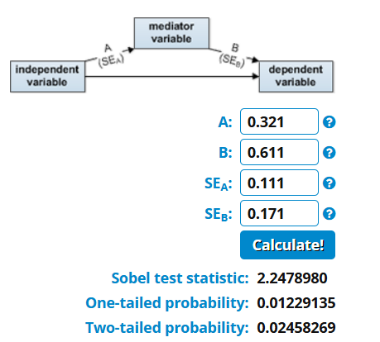 mediator
variable
A
(SEA)
B
(SEB)
independent
variable
dependent
variable
A: 0.321 ?
B: 0.611 ?
SEA: 0.111 ?
SEB: 0.171 ?
Calculate!
Sobel test statistic: 2.2478980
One-tailed probability: 0.01229135
Two-tailed probability: 0.02458269